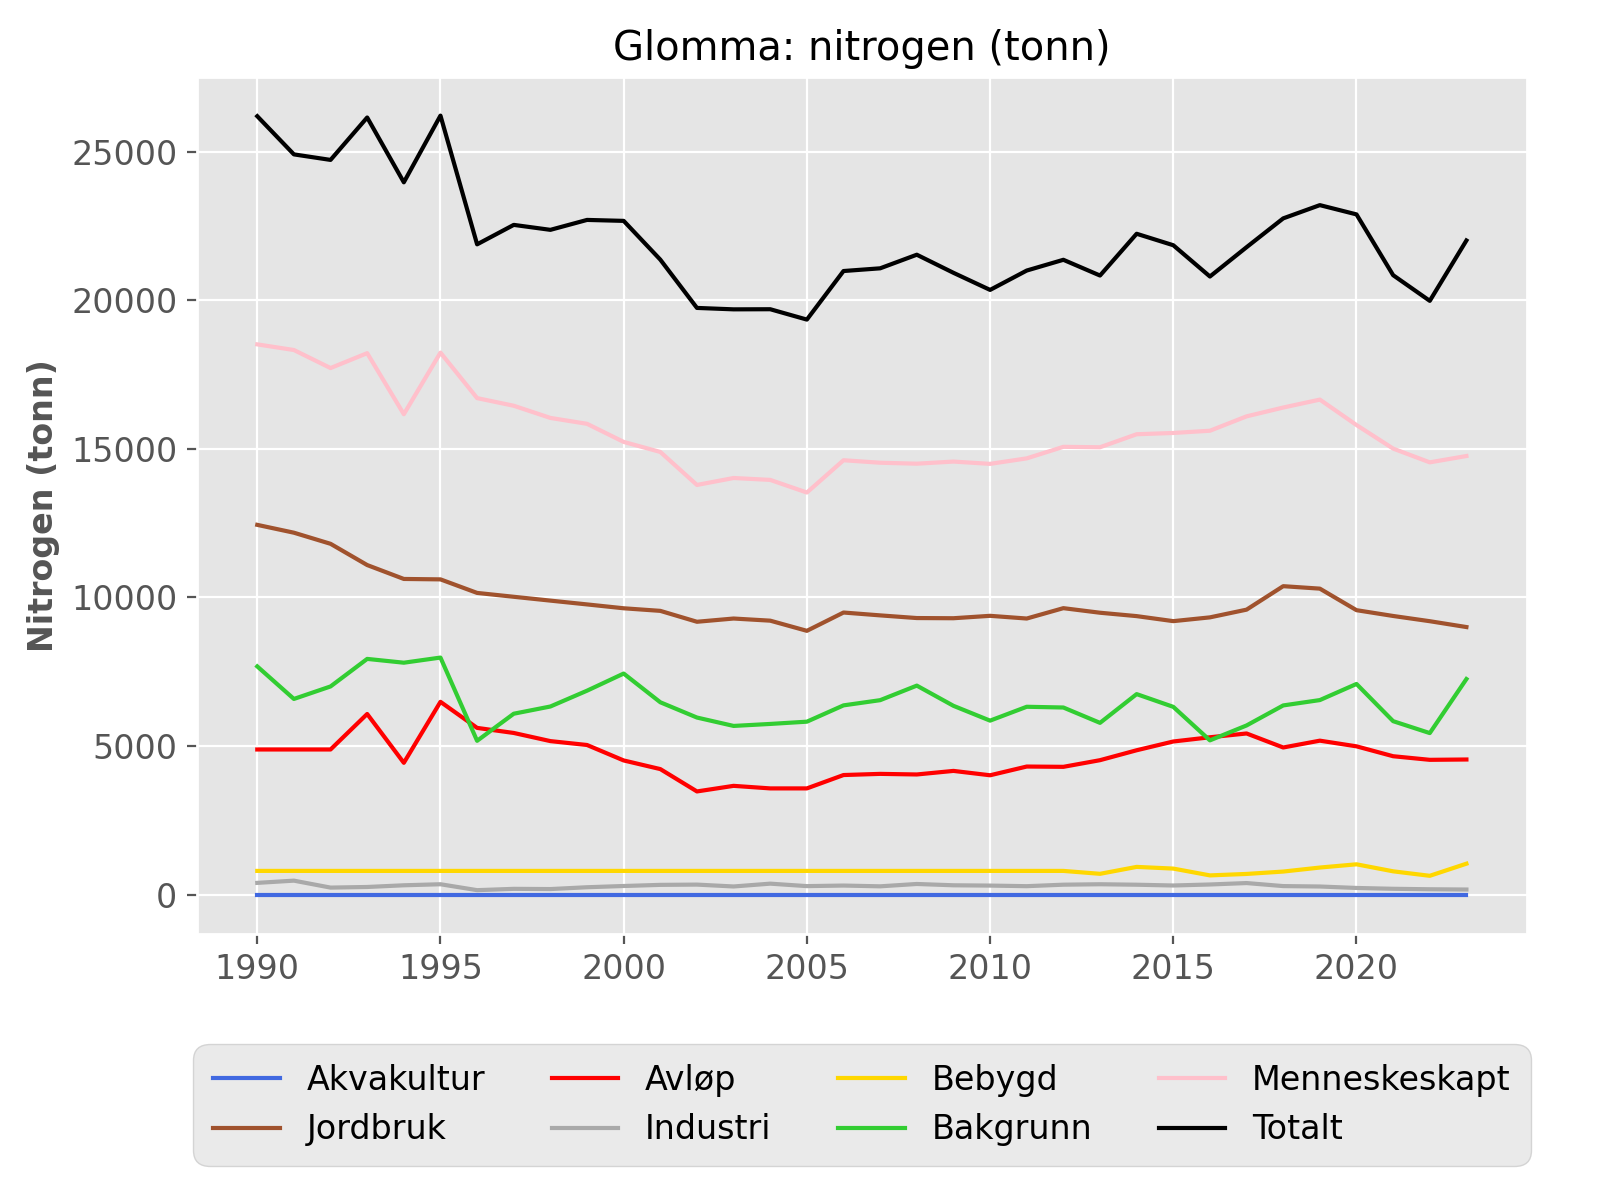 Glomma: nitrogen (tonn)
Nitrogen (tonn)
25000
20000
15000
10000
5000
0
1990 1995 2000 2005 2010 2015 2020
Akvakultur Avløp Bebygd Menneskeskapt
Jordbruk Industri Bakgrunn Totalt